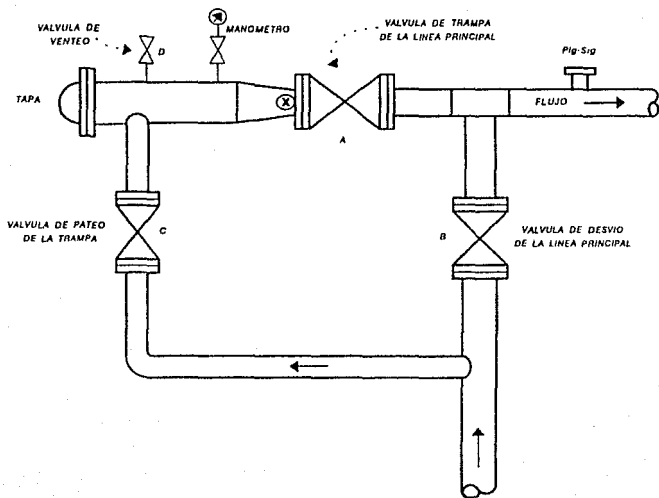 VALVULA DE
VENTEO
D
MANOMETRO
VALVULA DE TRAMPA
DE LA LINEA PRINCIPAL
Pig-Sig
TAPA
X
FLUJO
A
VALVULA DE PATEO
DE LA TRAMPA
C
B
VALVULA DE DESVIO
DE LA LINEA PRINCIPAL